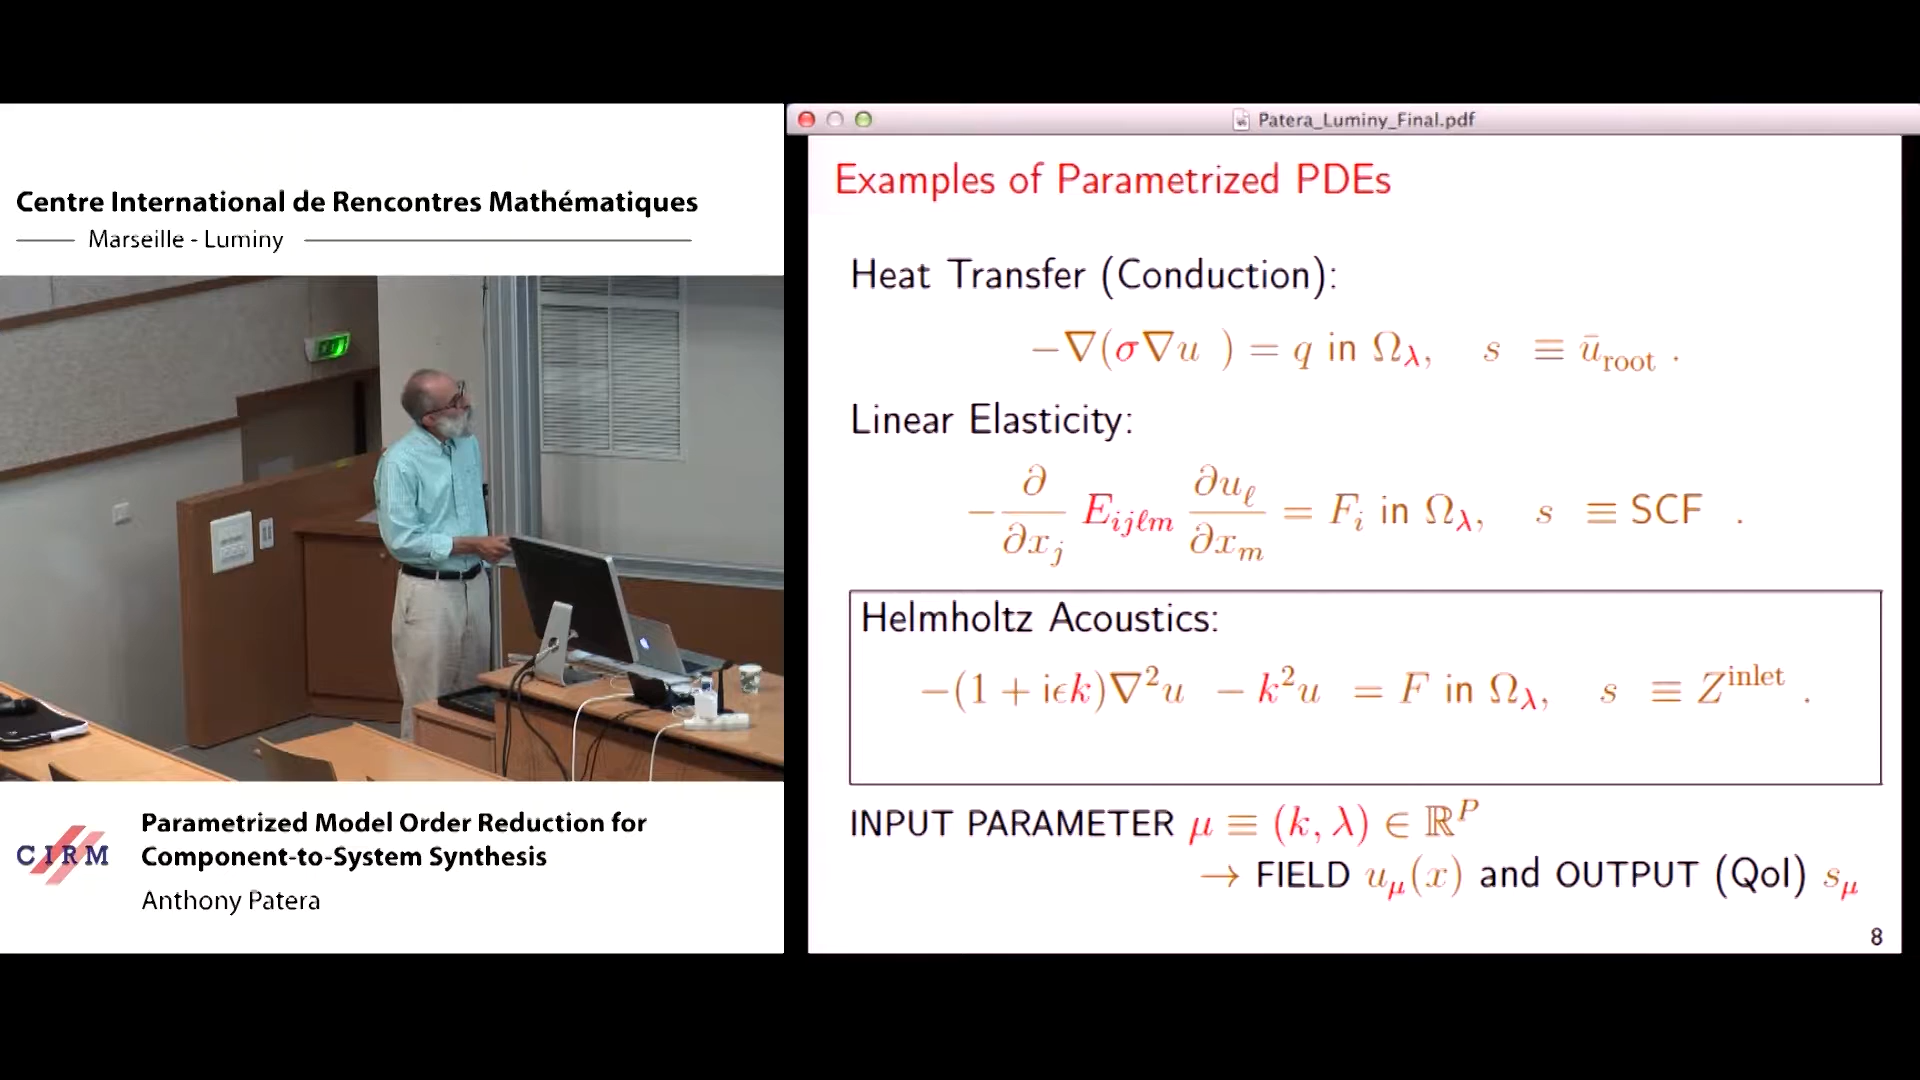 Centre International de Rencontres Mathématiques
Marseille - Luminy
Parametrized Model Order Reduction for
Component-to-System Synthesis
Anthony Patera
CIRM
Patera_Luminy_Final.pdf
Examples of Parametrized PDEs
Heat Transfer (Conduction):
−∇(σ∇u ) = q in Ω_λ, s ≡ ū_root .
Linear Elasticity:
−∂/∂x_j E_ijℓm ∂u_ℓ/∂x_m = F_i in Ω_λ, s ≡ SCF .
Helmholtz Acoustics:
−(1 + iϵk)∇²u − k²u = F in Ω_λ, s ≡ Z^inlet .
INPUT PARAMETER μ ≡ (k, λ) ∈ ℝ^P
→ FIELD u_μ(x) and OUTPUT (QoI) s_μ
8